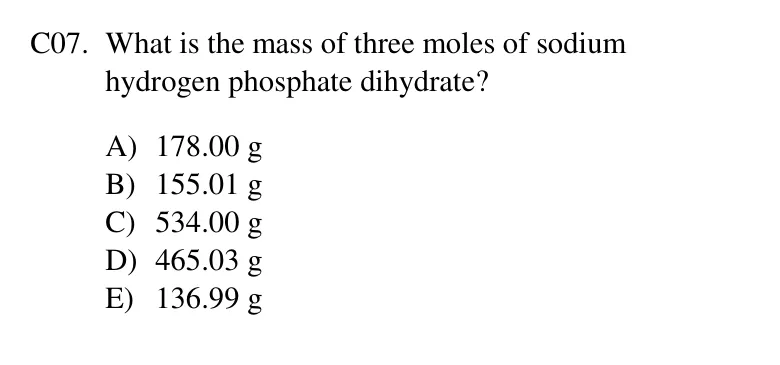 C07. What is the mass of three moles of sodium
hydrogen phosphate dihydrate?
A) 178.00 g
B) 155.01 g
C) 534.00 g
D) 465.03 g
E) 136.99 g